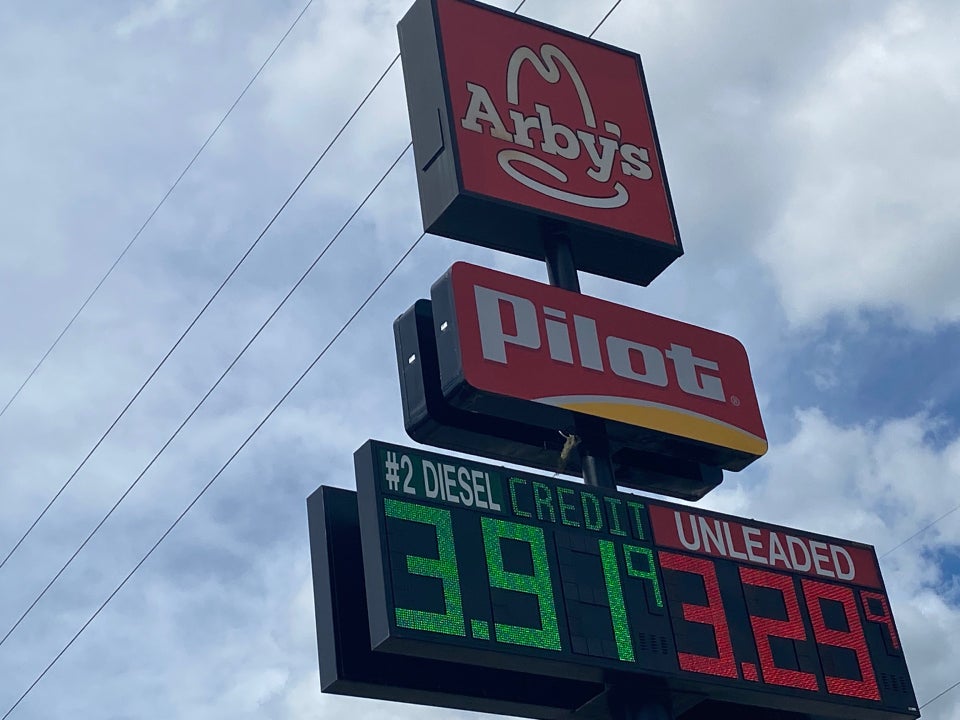 Arby's
Pilot®
#2 DIESEL CREDIT UNLEADED
3.919 3.299